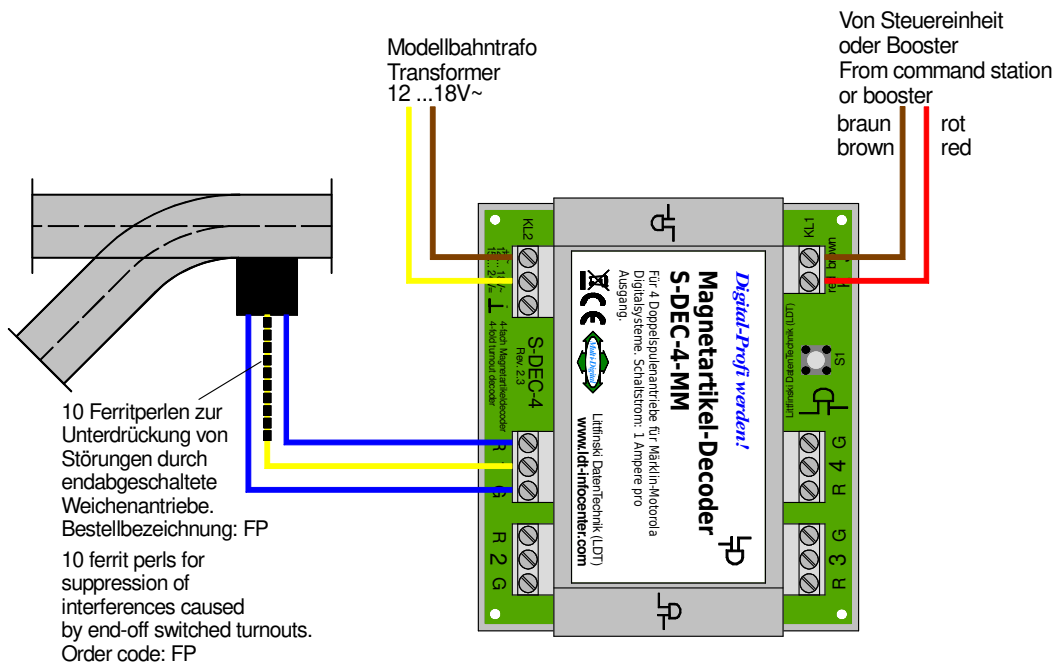 Modellbahntrafo
Transformer
12 ...18V~
Von Steuereinheit
oder Booster
From command station
or booster
braun rot
brown red
10 Ferritperlen zur
Unterdrückung von
Störungen durch
endabgeschaltete
Weichenantriebe.
Bestellbezeichnung: FP
10 ferrit perls for
suppression of
interferences caused
by end-off switched turnouts.
Order code: FP
KL2
S-DEC-4
Rev. 2.3
4-fach Magnetartikeldecoder
4-fold turnout decoder
R
G
R 2 G
Digital-Profi werden!
Magnetartikel-Decoder
S-DEC-4-MM
Für 4 Doppelspulenantriebe für Märklin-Motorola
Digitalsysteme. Schaltstrom: 1 Ampere pro
Ausgang.
CE
Multi-Digital
Littfinski DatenTechnik (LDT)
www.ldt-infocenter.com
KL1
red brown
S1
Littfinski DatenTechnik (LDT)
R 4 G
R 3 G